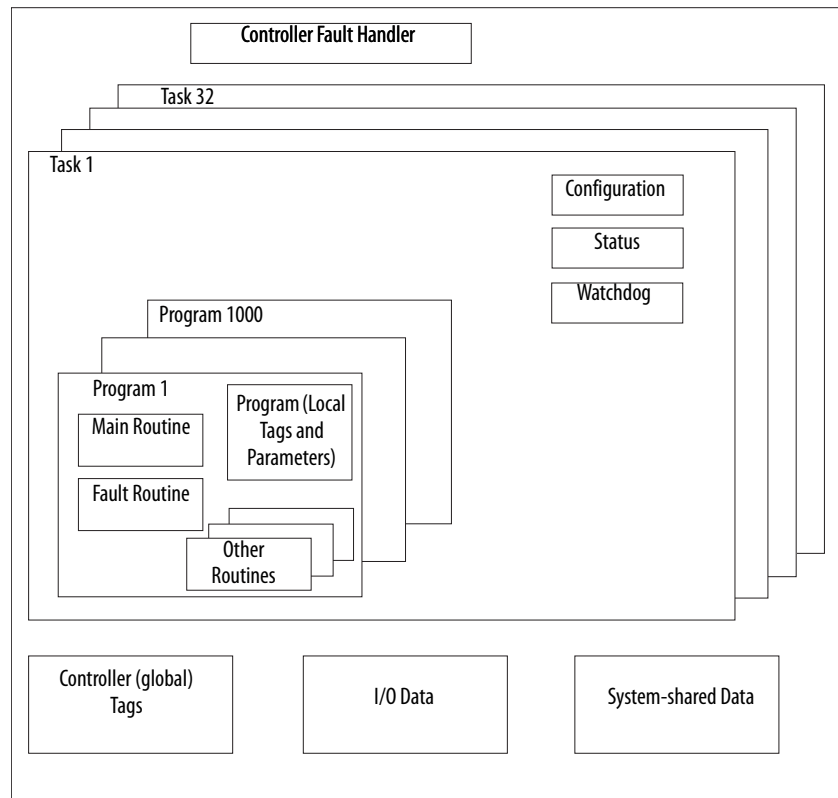 Controller Fault Handler
Task 32
Task 1
Configuration
Status
Watchdog
Program 1000
Program 1
Main Routine
Fault Routine
Program (Local
Tags and
Parameters)
Other
Routines
Controller (global)
Tags
I/O Data
System-shared Data